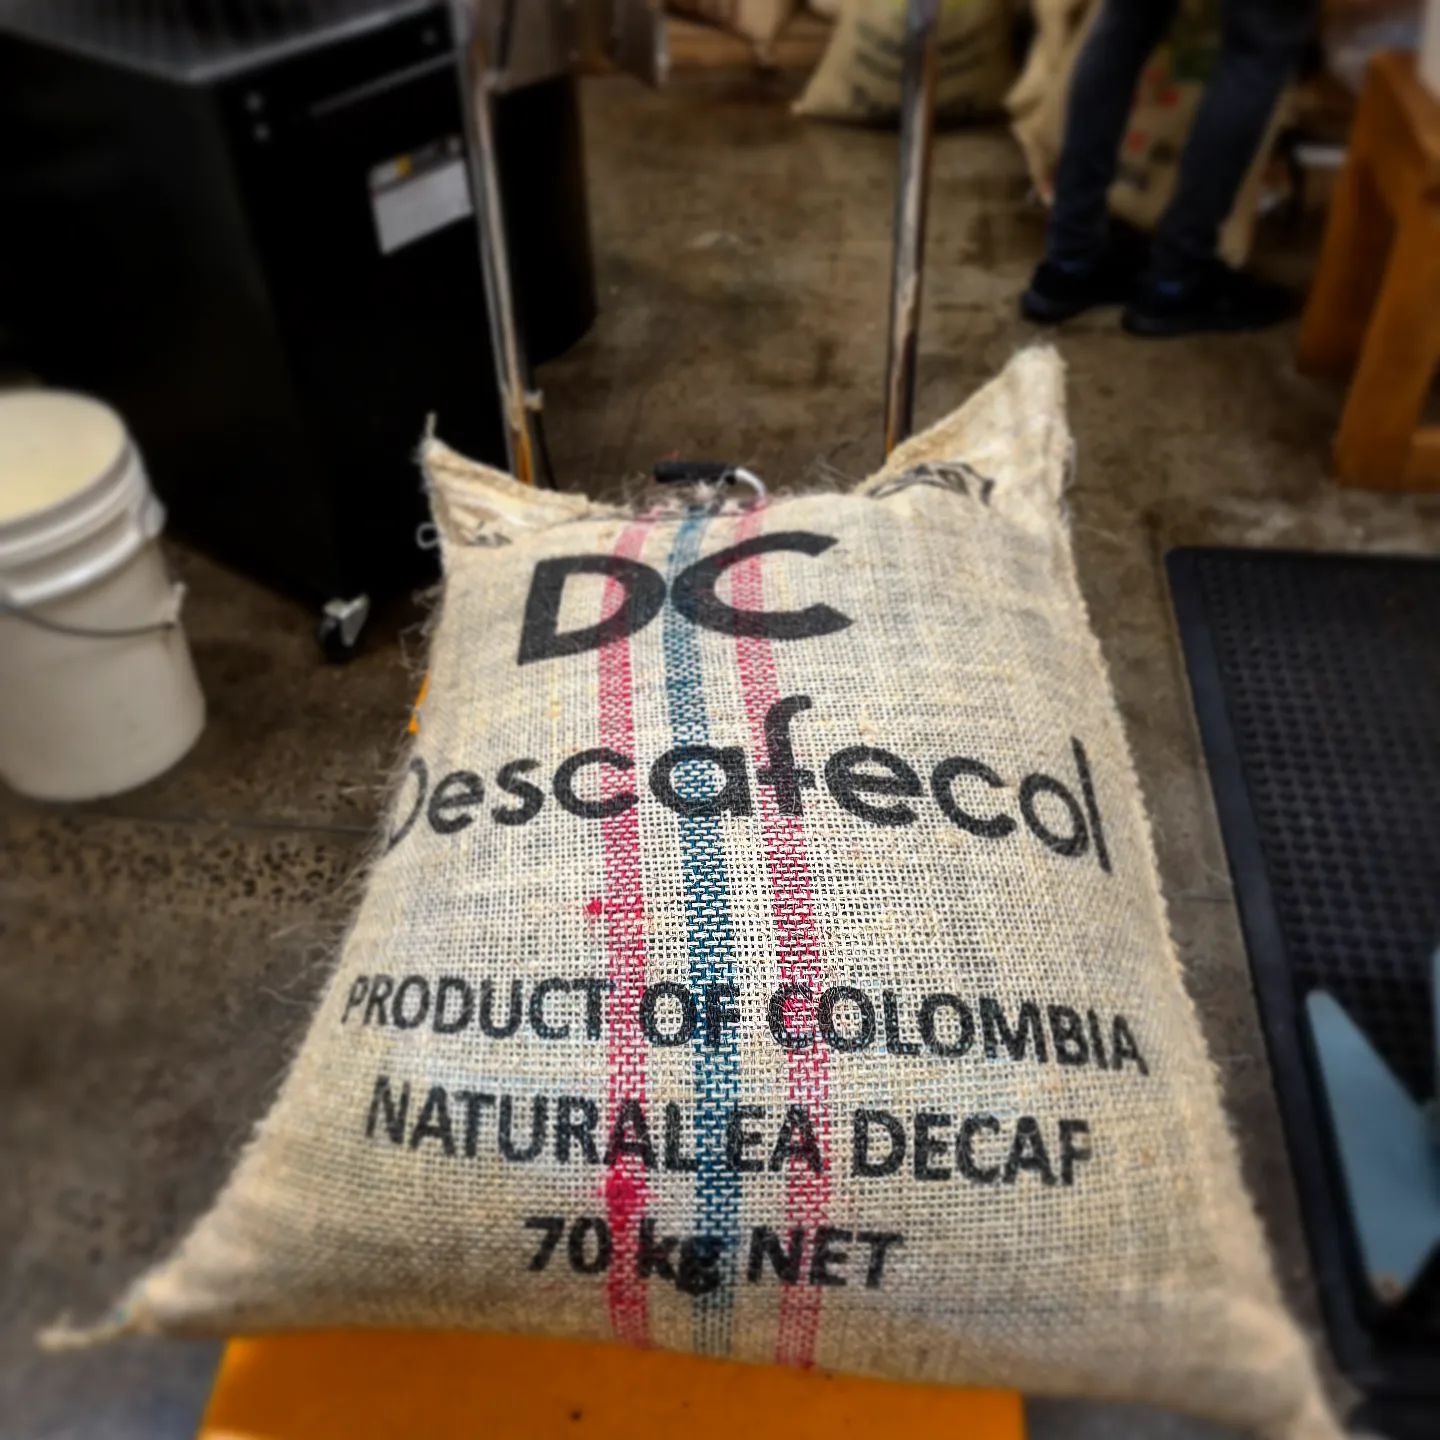 DC
Descafecol
PRODUCT OF COLOMBIA
NATURAL EA DECAF
70 kg NET